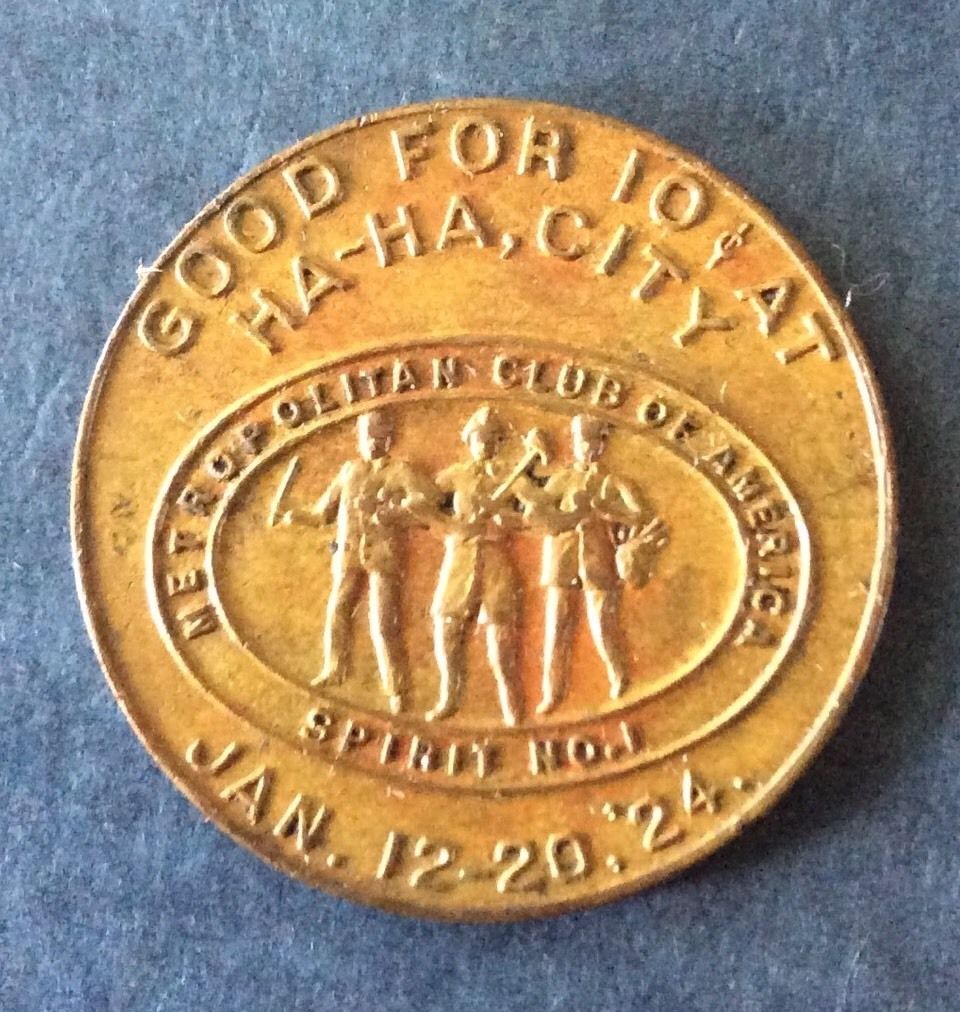 GOOD FOR 10¢ AT
HA-HA, CITY
METROPOLITAN CLUB OF AMERICA
SPIRIT NO.1
JAN. 12-20, '24.